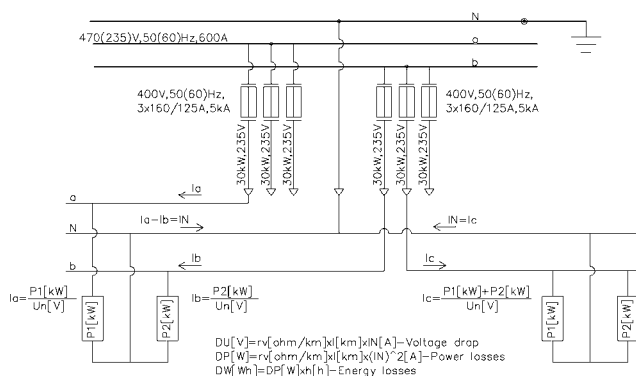 N
470(235)V,50(60)Hz,600A
a
b
400V,50(60)Hz,
3x160/125A,5kA
400V,50(60)Hz,
3x160/125A,5kA
30kW,235V
30kW,235V
30kW,235V
30kW,235V
30kW,235V
30kW,235V
a
Ia
Ia-Ib=IN
IN=Ic
N
b
Ib
Ic
Ia=P1[kW]/Un[V]
P1[kW]
P2[kW]
Ib=P2[kW]/Un[V]
Ic=P1[kW]+P2[kW]/Un[V]
P1[kW]
P2[kW]
DU[V]=rv[ohm/km]xl[km]xIN[A]-Voltage drop
DP[W]=rv[ohm/km]xl[km]x(IN)^2[A]-Power losses
DW[Wh]=DP[W]xh[h]-Energy losses